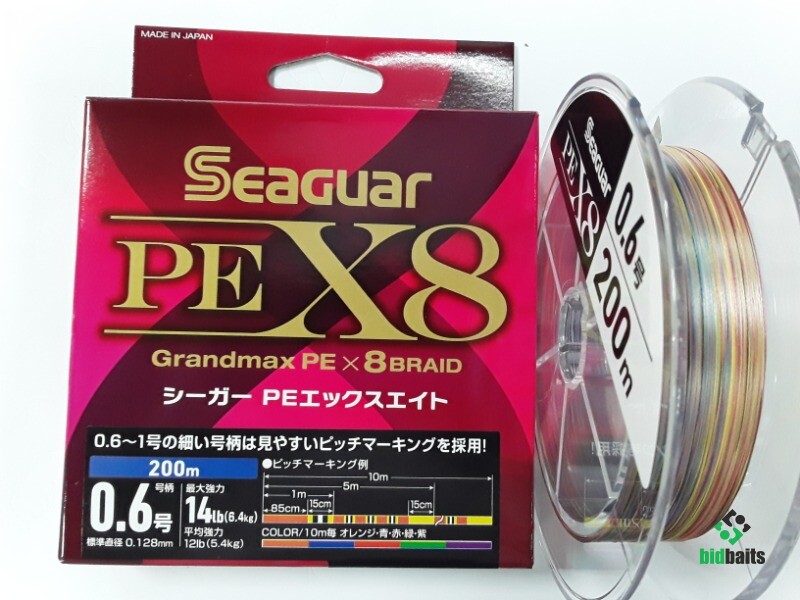 MADE IN JAPAN
SEAGUAR
PE X8
Grandmax PE×8BRAID
シーガー PEエックスエイト
0.6～1号の細い号柄は見やすいピッチマーキングを採用!
200m
●ピッチマーキング例
10m
5m
1m
85cm
15cm
15cm
号柄
0.6号
標準直径 0.128mm
最大強力
14lb(6.4kg)
平均強力
12lb(5.4kg)
COLOR/10m毎 オレンジ・青・赤・緑・紫
SEAGUAR
PE X8
0.6号
200m
bidbaits